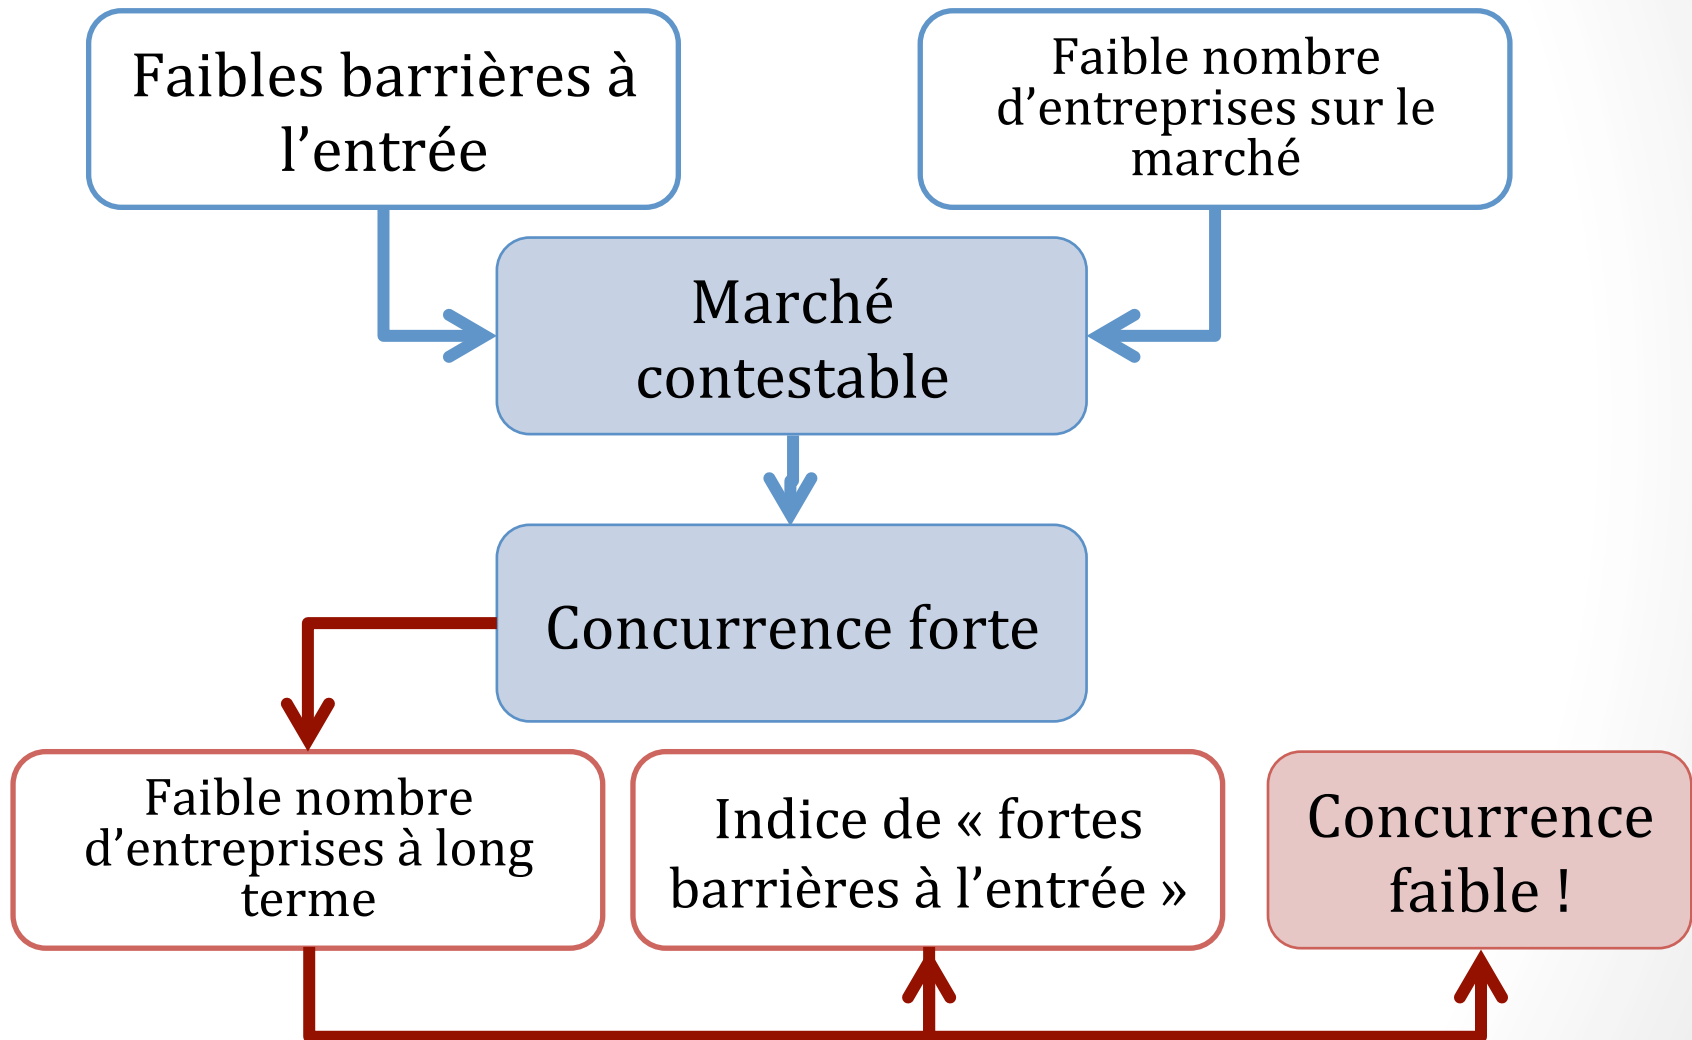 Faibles barrières à
l’entrée
Faible nombre
d’entreprises sur le
marché
Marché
contestable
Concurrence forte
Faible nombre
d’entreprises à long
terme
Indice de « fortes
barrières à l’entrée »
Concurrence
faible !